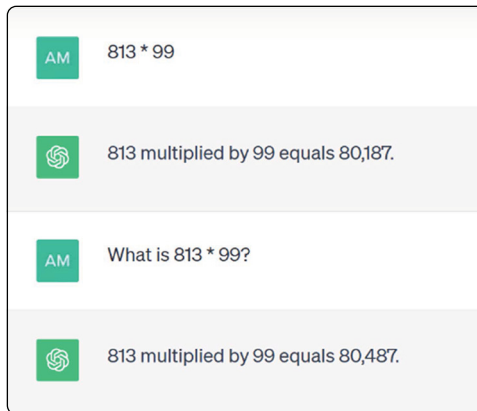 AM
813 * 99
813 multiplied by 99 equals 80,187.
AM
What is 813 * 99?
813 multiplied by 99 equals 80,487.